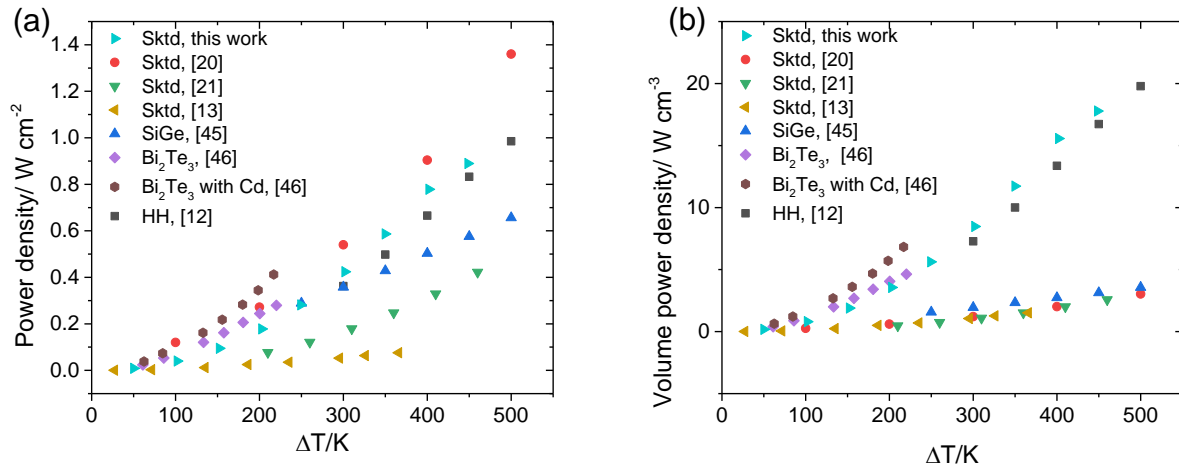 (a)
Sktd, this work
Sktd, [20]
Sktd, [21]
Sktd, [13]
SiGe, [45]
Bi₂Te₃, [46]
Bi₂Te₃ with Cd, [46]
HH, [12]
Power density/ W cm⁻²
1.4
1.2
1.0
0.8
0.6
0.4
0.2
0.0
0 100 200 300 400 500
ΔT/K
(b)
Sktd, this work
Sktd, [20]
Sktd, [21]
Sktd, [13]
SiGe, [45]
Bi₂Te₃, [46]
Bi₂Te₃ with Cd, [46]
HH, [12]
Volume power density/ W cm⁻³
20
10
0
0 100 200 300 400 500
ΔT/K